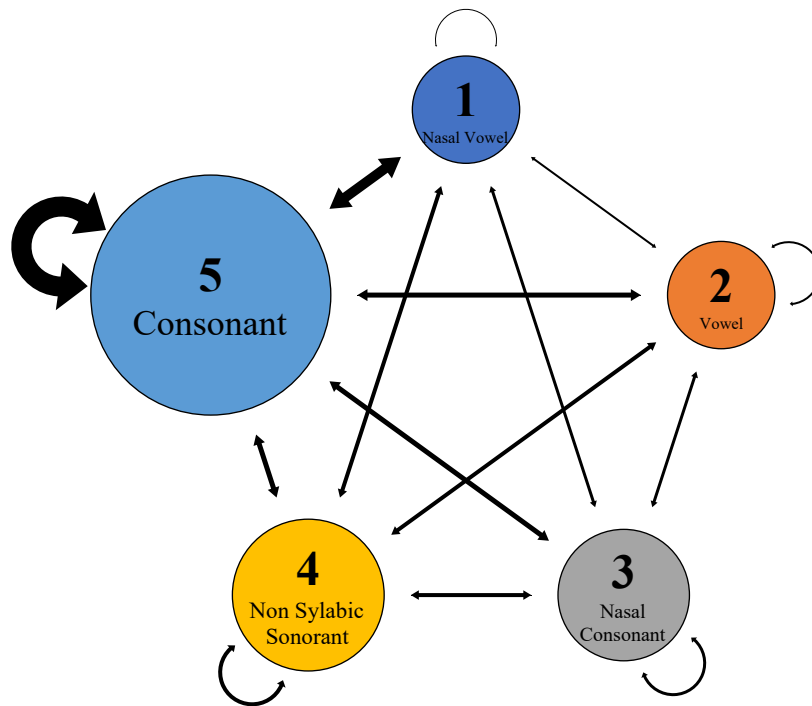 1
Nasal Vowel
5
Consonant
2
Vowel
4
Non Sylabic
Sonorant
3
Nasal
Consonant